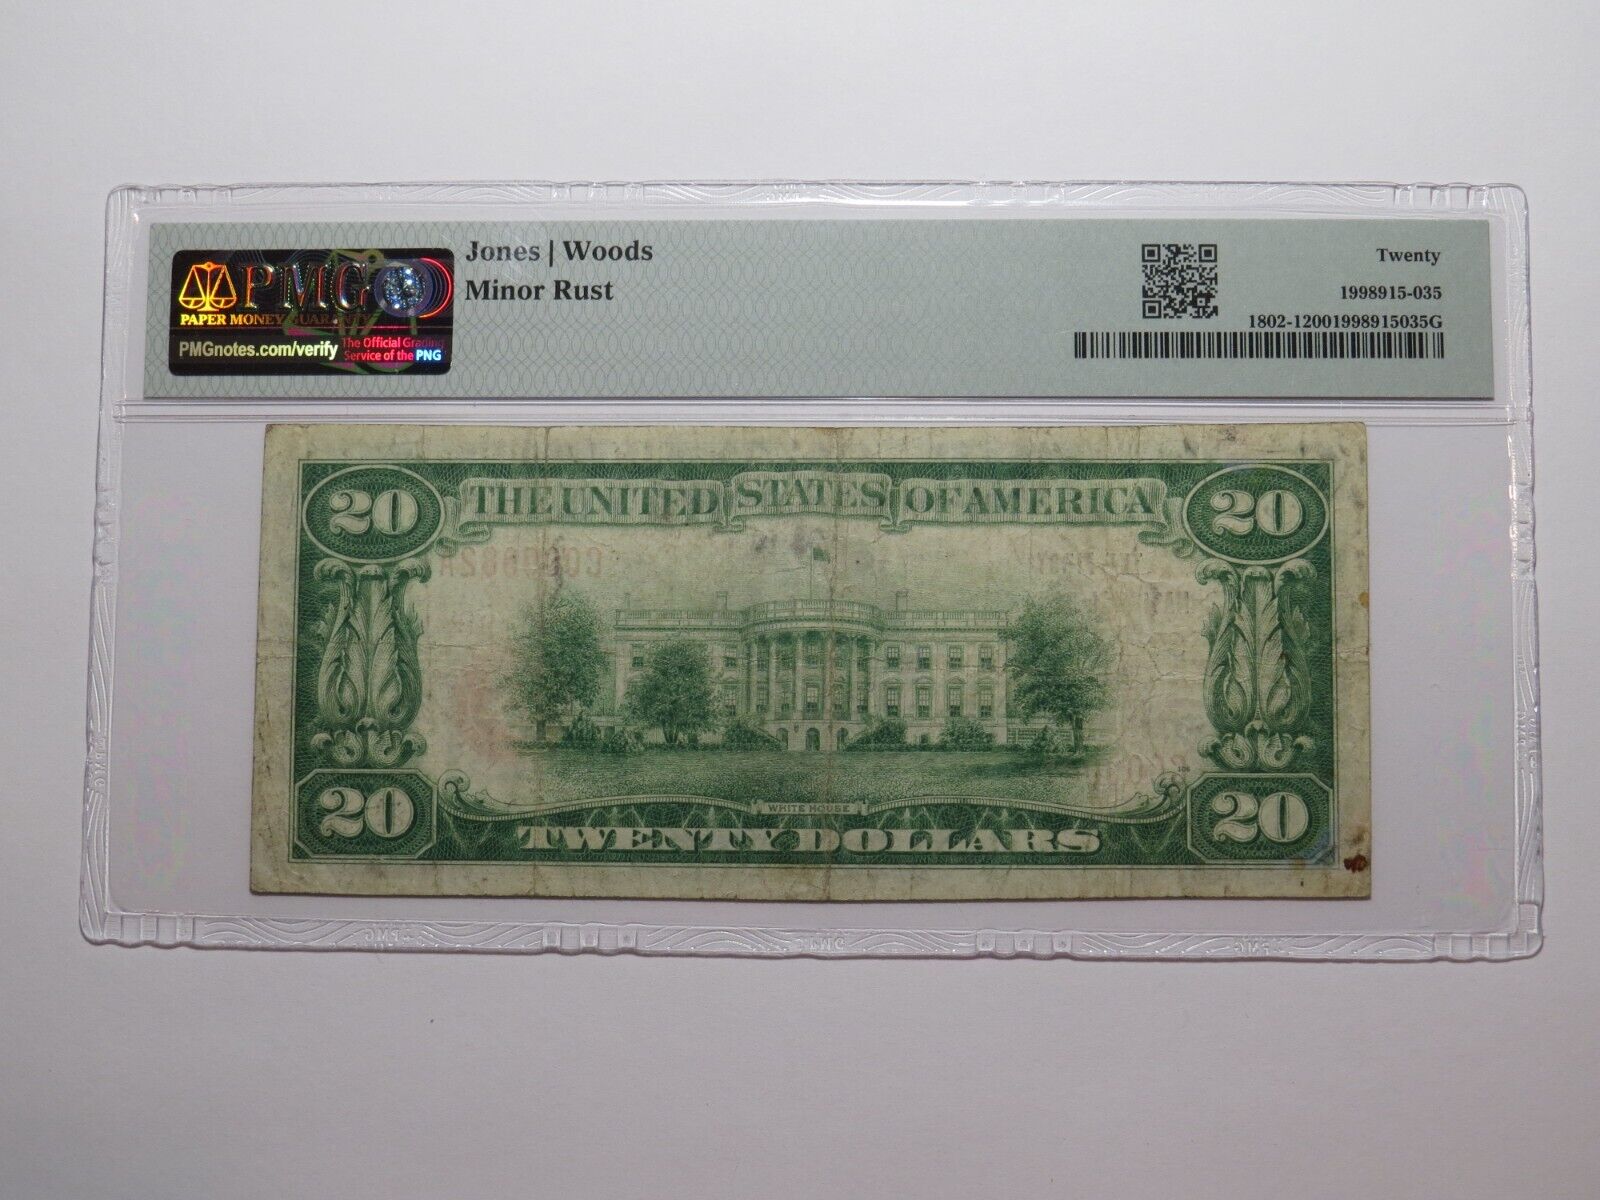 Jones | Woods
Minor Rust
PMG
PAPER MONEY GUARANTY
PMGnotes.com/verify
The Official Grading
Service of the PNG
Twenty
1998915-035
1802-12001998915035G
20 THE UNITED STATES OF AMERICA 20
WHITE HOUSE
20 TWENTY DOLLARS 20